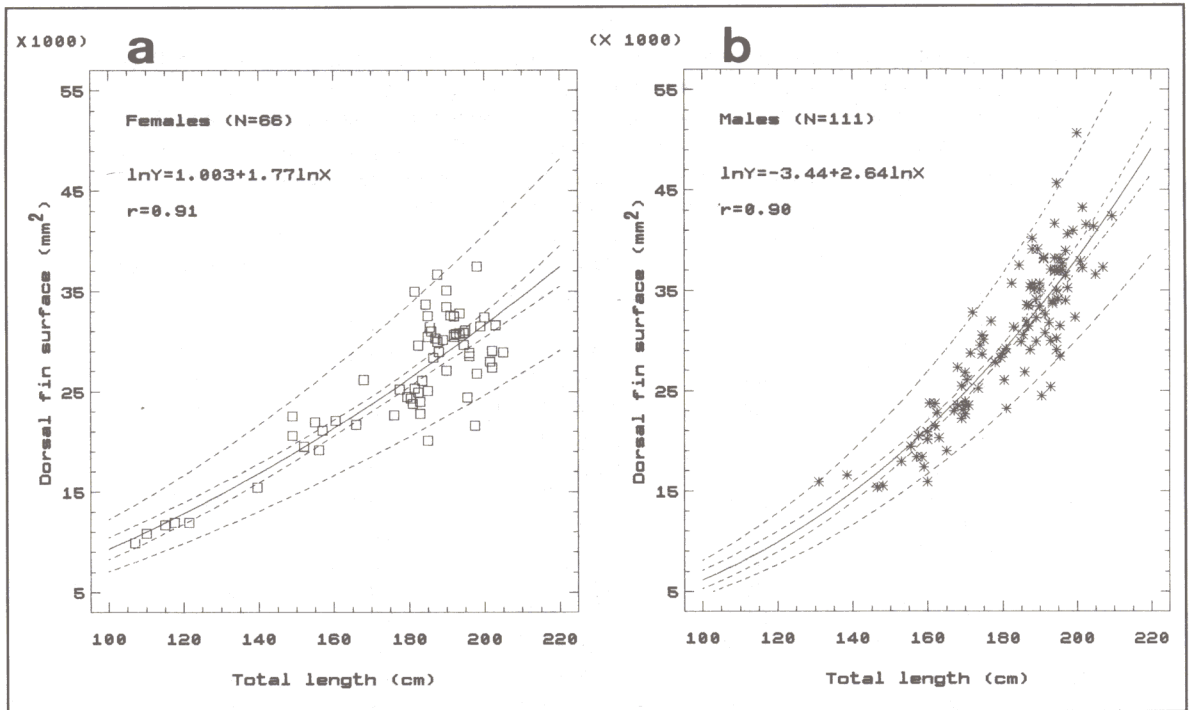 X1000)
a
55
45
35
25
15
5
Dorsal fin surface (mm2)
Females (N=66)
lnY=1.003+1.77lnX
r=0.91
100 120 140 160 180 200 220
Total length (cm)
(X 1000)
b
55
45
35
25
15
5
Dorsal fin surface (mm2)
Males (N=111)
lnY=-3.44+2.64lnX
r=0.90
100 120 140 160 180 200 220
Total length (cm)